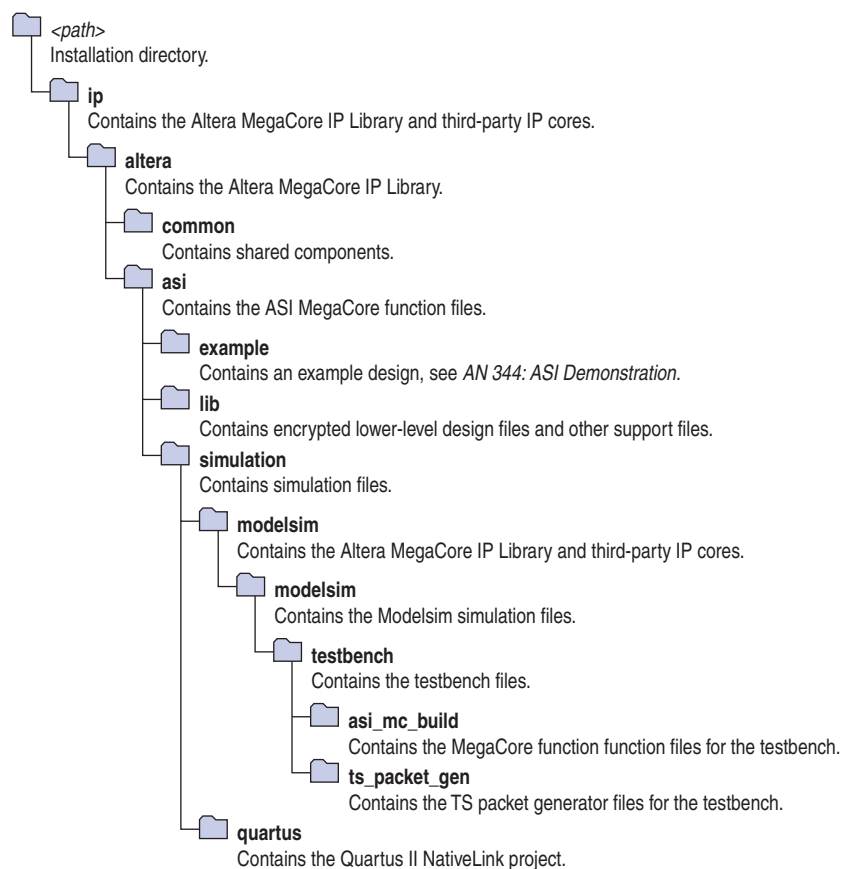 <path>
Installation directory.
ip
Contains the Altera MegaCore IP Library and third-party IP cores.
altera
Contains the Altera MegaCore IP Library.
common
Contains shared components.
asi
Contains the ASI MegaCore function files.
example
Contains an example design, see AN 344: ASI Demonstration.
lib
Contains encrypted lower-level design files and other support files.
simulation
Contains simulation files.
modelsim
Contains the Altera MegaCore IP Library and third-party IP cores.
modelsim
Contains the Modelsim simulation files.
testbench
Contains the testbench files.
asi_mc_build
Contains the MegaCore function function files for the testbench.
ts_packet_gen
Contains the TS packet generator files for the testbench.
quartus
Contains the Quartus II NativeLink project.